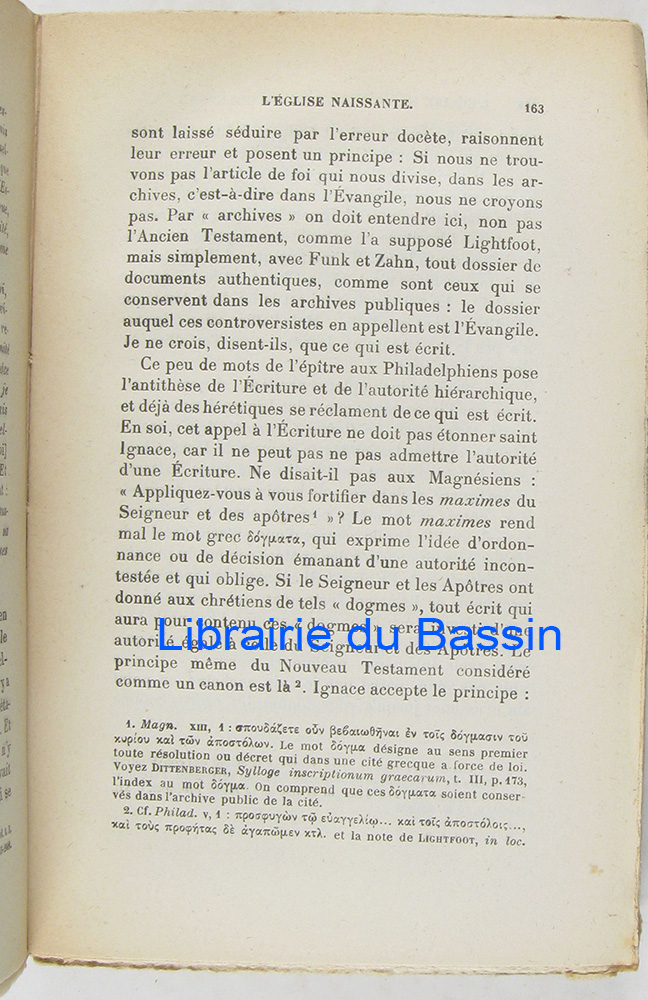 L'ÉGLISE NAISSANTE. 163
sont laissé séduire par l'erreur docète, raisonnent
leur erreur et posent un principe : Si nous ne trou-
vons pas l'article de foi qui nous divise, dans les ar-
chives, c'est-à-dire dans l'Évangile, nous ne croyons
pas. Par « archives » on doit entendre ici, non pas
l'Ancien Testament, comme l'a supposé Lightfoot,
mais simplement, avec Funk et Zahn, tout dossier de
documents authentiques, comme sont ceux qui se
conservent dans les archives publiques : le dossier
auquel ces controversistes en appellent est l'Évangile.
Je ne crois, disent-ils, que ce qui est écrit.
Ce peu de mots de l'épître aux Philadelphiens pose
l'antithèse de l'Écriture et de l'autorité hiérarchique,
et déjà des hérétiques se réclament de ce qui est écrit.
En soi, cet appel à l'Écriture ne doit pas étonner saint
Ignace, car il ne peut pas ne pas admettre l'autorité
d'une Écriture. Ne disait-il pas aux Magnésiens :
« Appliquez-vous à vous fortifier dans les maximes du
Seigneur et des apôtres¹ »? Le mot maximes rend
mal le mot grec δόγματα, qui exprime l'idée d'ordon-
nance ou de décision émanant d'une autorité incon-
testée et qui oblige. Si le Seigneur et les Apôtres ont
donné aux chrétiens de tels « dogmes », tout écrit qui
aura pour contenu ces « dogmes » sera investi d'une
autorité égale à celle du Seigneur et des Apôtres. Le
Librairie du Bassin
principe même du Nouveau Testament considéré
comme un canon est là². Ignace accepte le principe :
1. Magn. XIII, 1 : σπουδάζετε οὖν βεβαιωθῆναι ἐν τοῖς δόγμασιν τοῦ
κυρίου καὶ τῶν ἀποστόλων. Le mot δόγμα désigne au sens premier
toute résolution ou décret qui dans une cité grecque a force de loi.
Voyez DITTENBERGER, Sylloge inscriptionum graecarum, t. III, p. 173,
l'index au mot δόγμα. On comprend que ces δόγματα soient conser-
vés dans l'archive public de la cité.
2. Cf. Philad. V, 1 : προσφυγὼν τῷ εὐαγγελίῳ... καὶ τοῖς ἀποστόλοις...,
καὶ τοὺς προφήτας δὲ ἀγαπῶμεν κτλ. et la note de LIGHTFOOT, in loc.